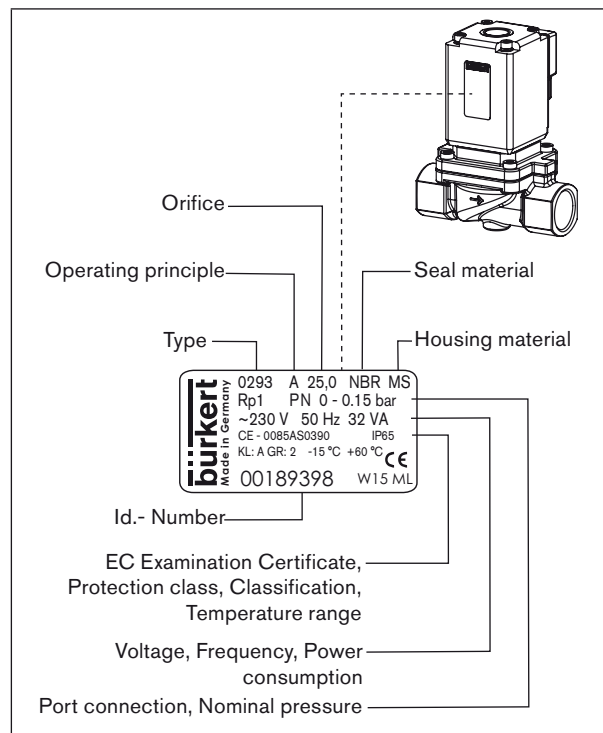 Orifice
Operating principle
Seal material
Type
Housing material
bürkert
Made in Germany
0293 A 25,0 NBR MS
Rp1 PN 0 - 0.15 bar
~230 V 50 Hz 32 VA
CE - 0085AS0390 IP65
KL: A GR: 2 -15 °C +60 °C
CE
00189398 W15 ML
Id.- Number
EC Examination Certificate,
Protection class, Classification,
Temperature range
Voltage, Frequency, Power
consumption
Port connection, Nominal pressure